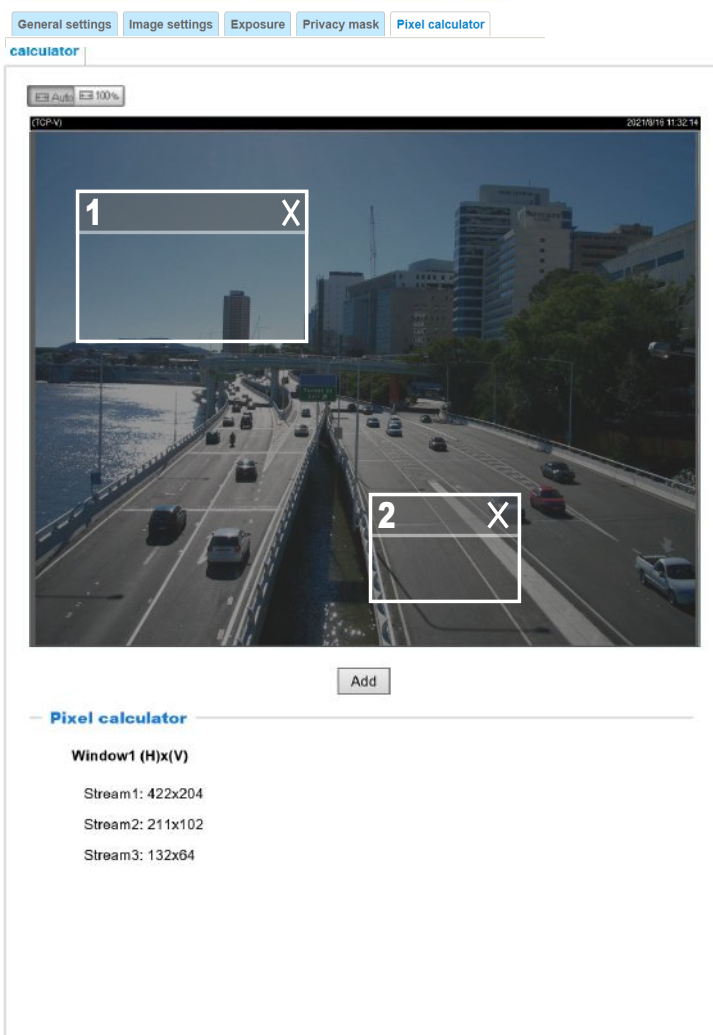 General settings Image settings Exposure Privacy mask Pixel calculator
calculator
Auto 100%
(TCP-V) 2021/8/16 11:32:14
1 X
2 X
Add
Pixel calculator
Window1 (H)x(V)
Stream1: 422x204
Stream2: 211x102
Stream3: 132x64